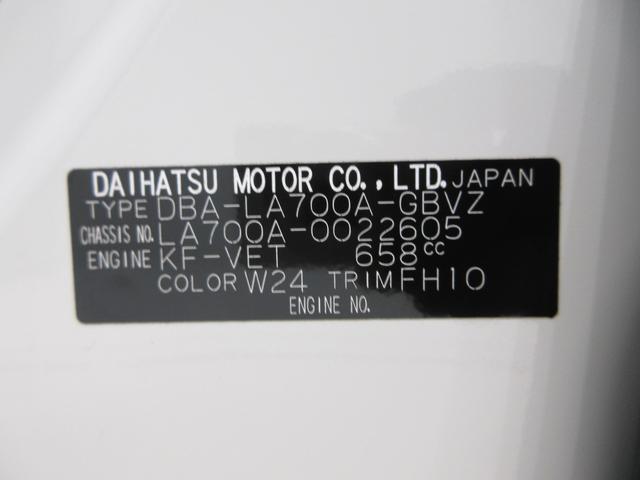 DAIHATSU MOTOR CO.,LTD. JAPAN
TYPE DBA-LA700A-GBVZ
CHASSIS NO. LA700A-0022605
ENGINE KF-VET 658cc
COLOR W24 TRIM FH10
ENGINE NO.